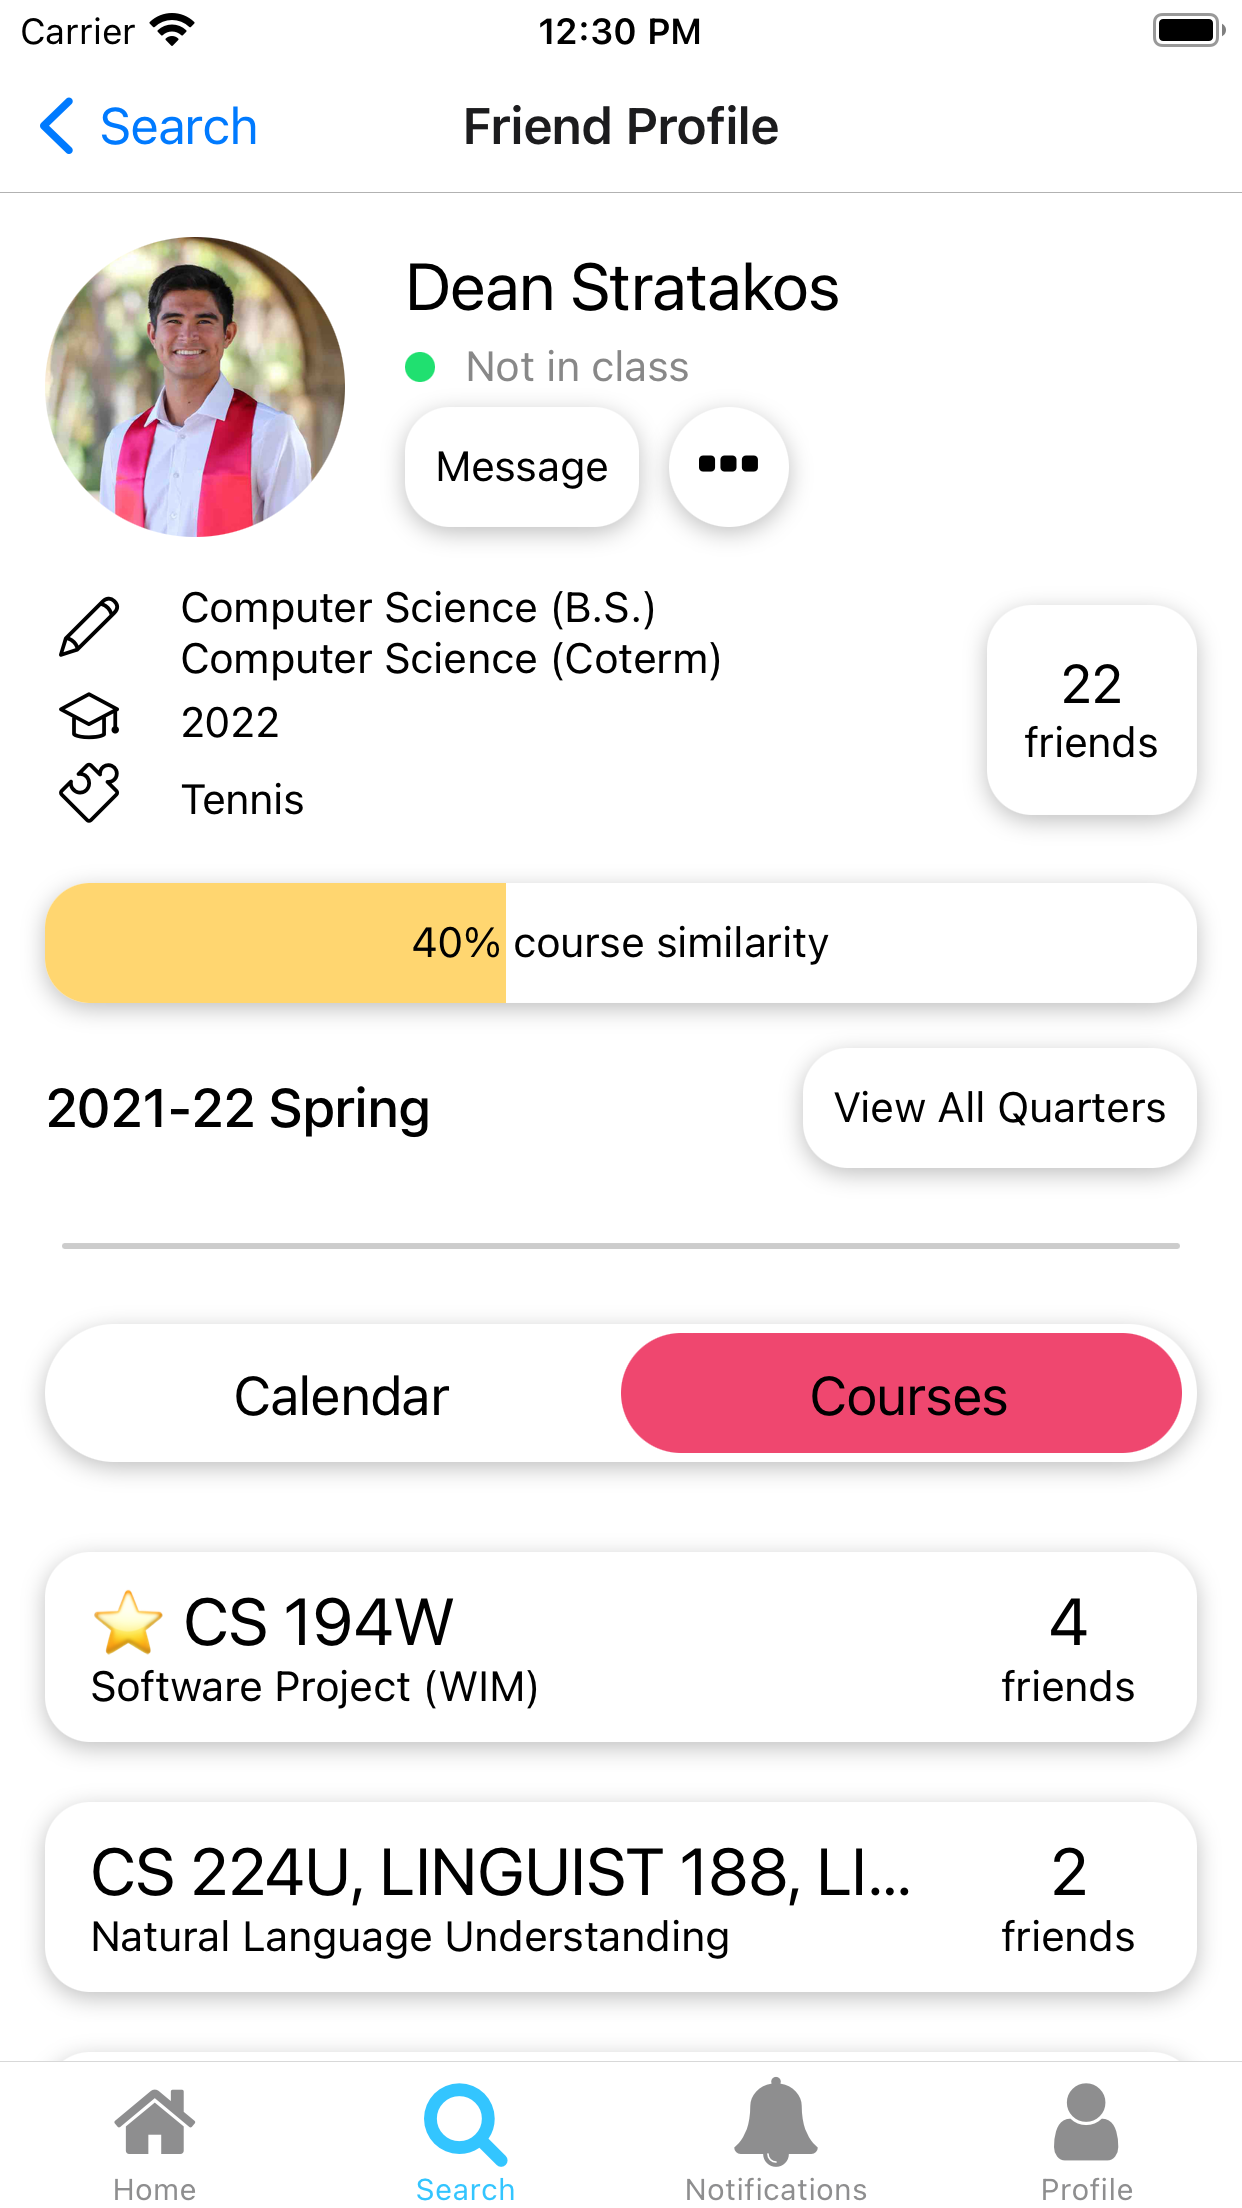 Carrier 12:30 PM
Search Friend Profile
Dean Stratakos
Not in class
Message
Computer Science (B.S.)
Computer Science (Coterm)
2022
Tennis
22
friends
40% course similarity
2021-22 Spring
View All Quarters
Calendar Courses
CS 194W
Software Project (WIM)
4
friends
CS 224U, LINGUIST 188, LI...
Natural Language Understanding
2
friends
Home Search Notifications Profile